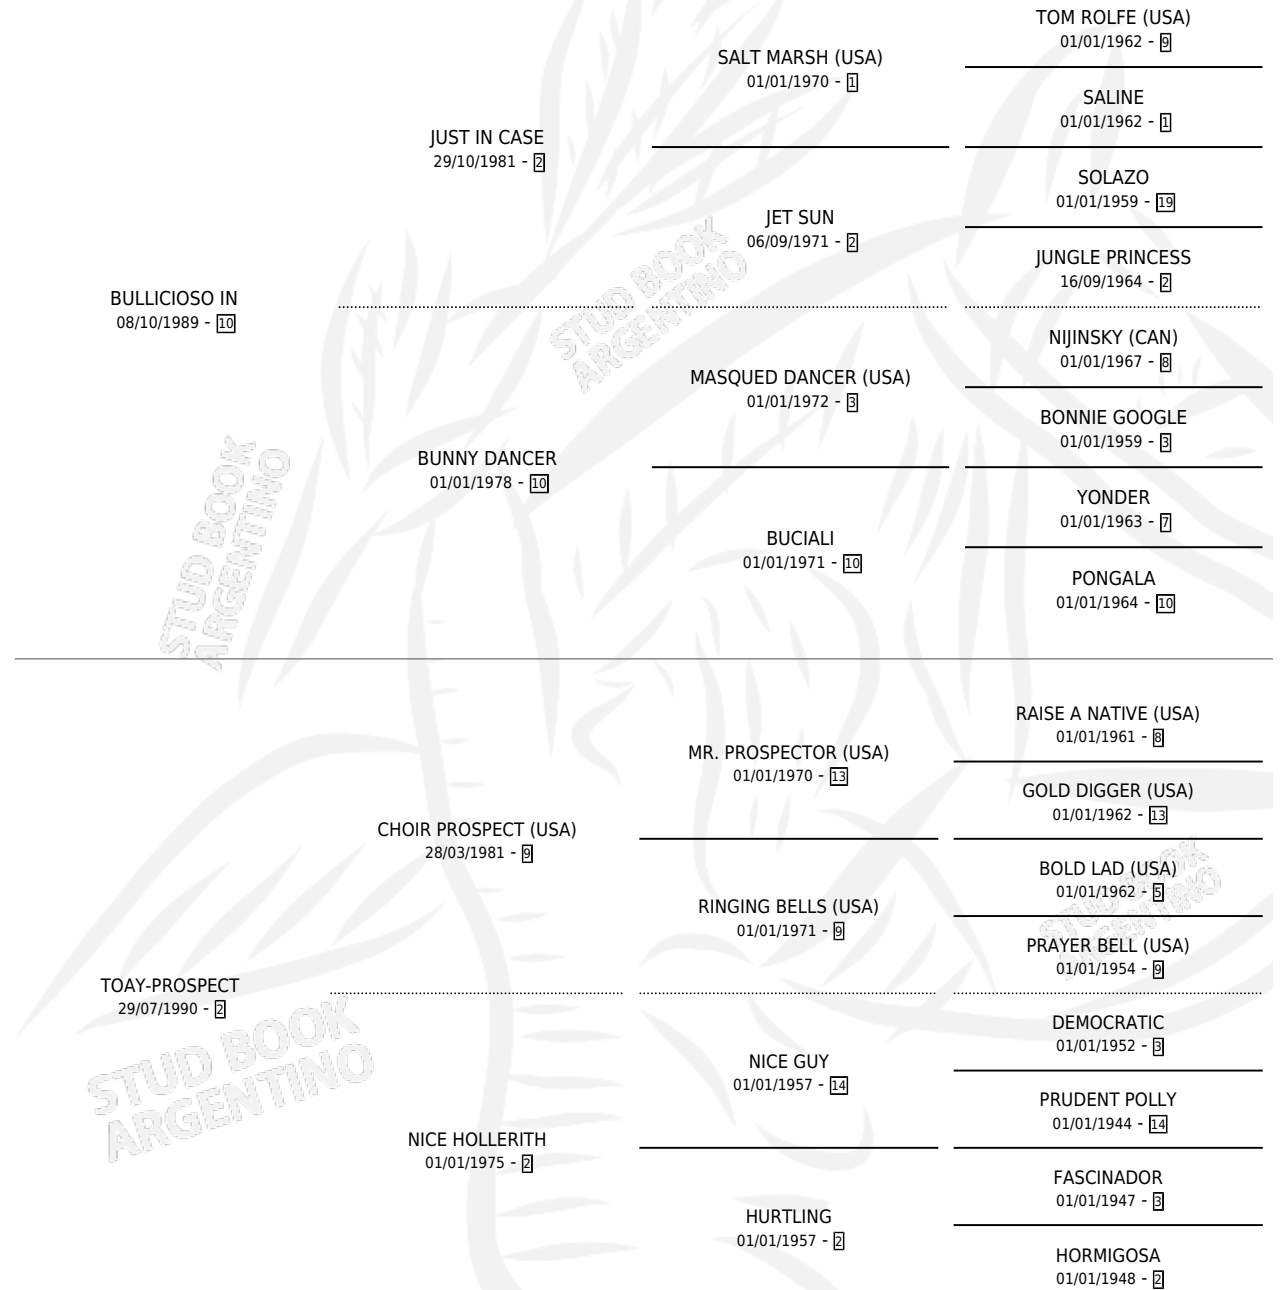 TOM ROLFE (USA)
01/01/1962 - 9
SALT MARSH (USA)
01/01/1970 - 1
SALINE
01/01/1962 - 1
JUST IN CASE
29/10/1981 - 2
SOLAZO
01/01/1959 - 19
JET SUN
06/09/1971 - 2
JUNGLE PRINCESS
16/09/1964 - 2
BULLICIOSO IN
08/10/1989 - 10
NIJINSKY (CAN)
01/01/1967 - 8
MASQUED DANCER (USA)
01/01/1972 - 3
BONNIE GOOGLE
01/01/1959 - 3
BUNNY DANCER
01/01/1978 - 10
YONDER
01/01/1963 - 7
BUCIALI
01/01/1971 - 10
PONGALA
01/01/1964 - 10
STUD BOOK
ARGENTINO
STUD BOOK
ARGENTINO
RAISE A NATIVE (USA)
01/01/1961 - 8
MR. PROSPECTOR (USA)
01/01/1970 - 13
GOLD DIGGER (USA)
01/01/1962 - 13
CHOIR PROSPECT (USA)
28/03/1981 - 9
BOLD LAD (USA)
01/01/1962 - 5
RINGING BELLS (USA)
01/01/1971 - 9
PRAYER BELL (USA)
01/01/1954 - 9
TOAY-PROSPECT
29/07/1990 - 2
DEMOCRATIC
01/01/1952 - 3
NICE GUY
01/01/1957 - 14
PRUDENT POLLY
01/01/1944 - 14
NICE HOLLERITH
01/01/1975 - 2
FASCINADOR
01/01/1947 - 3
HURTLING
01/01/1957 - 2
HORMIGOSA
01/01/1948 - 2
STUD BOOK
ARGENTINO
STUD BOOK
ARGENTINO